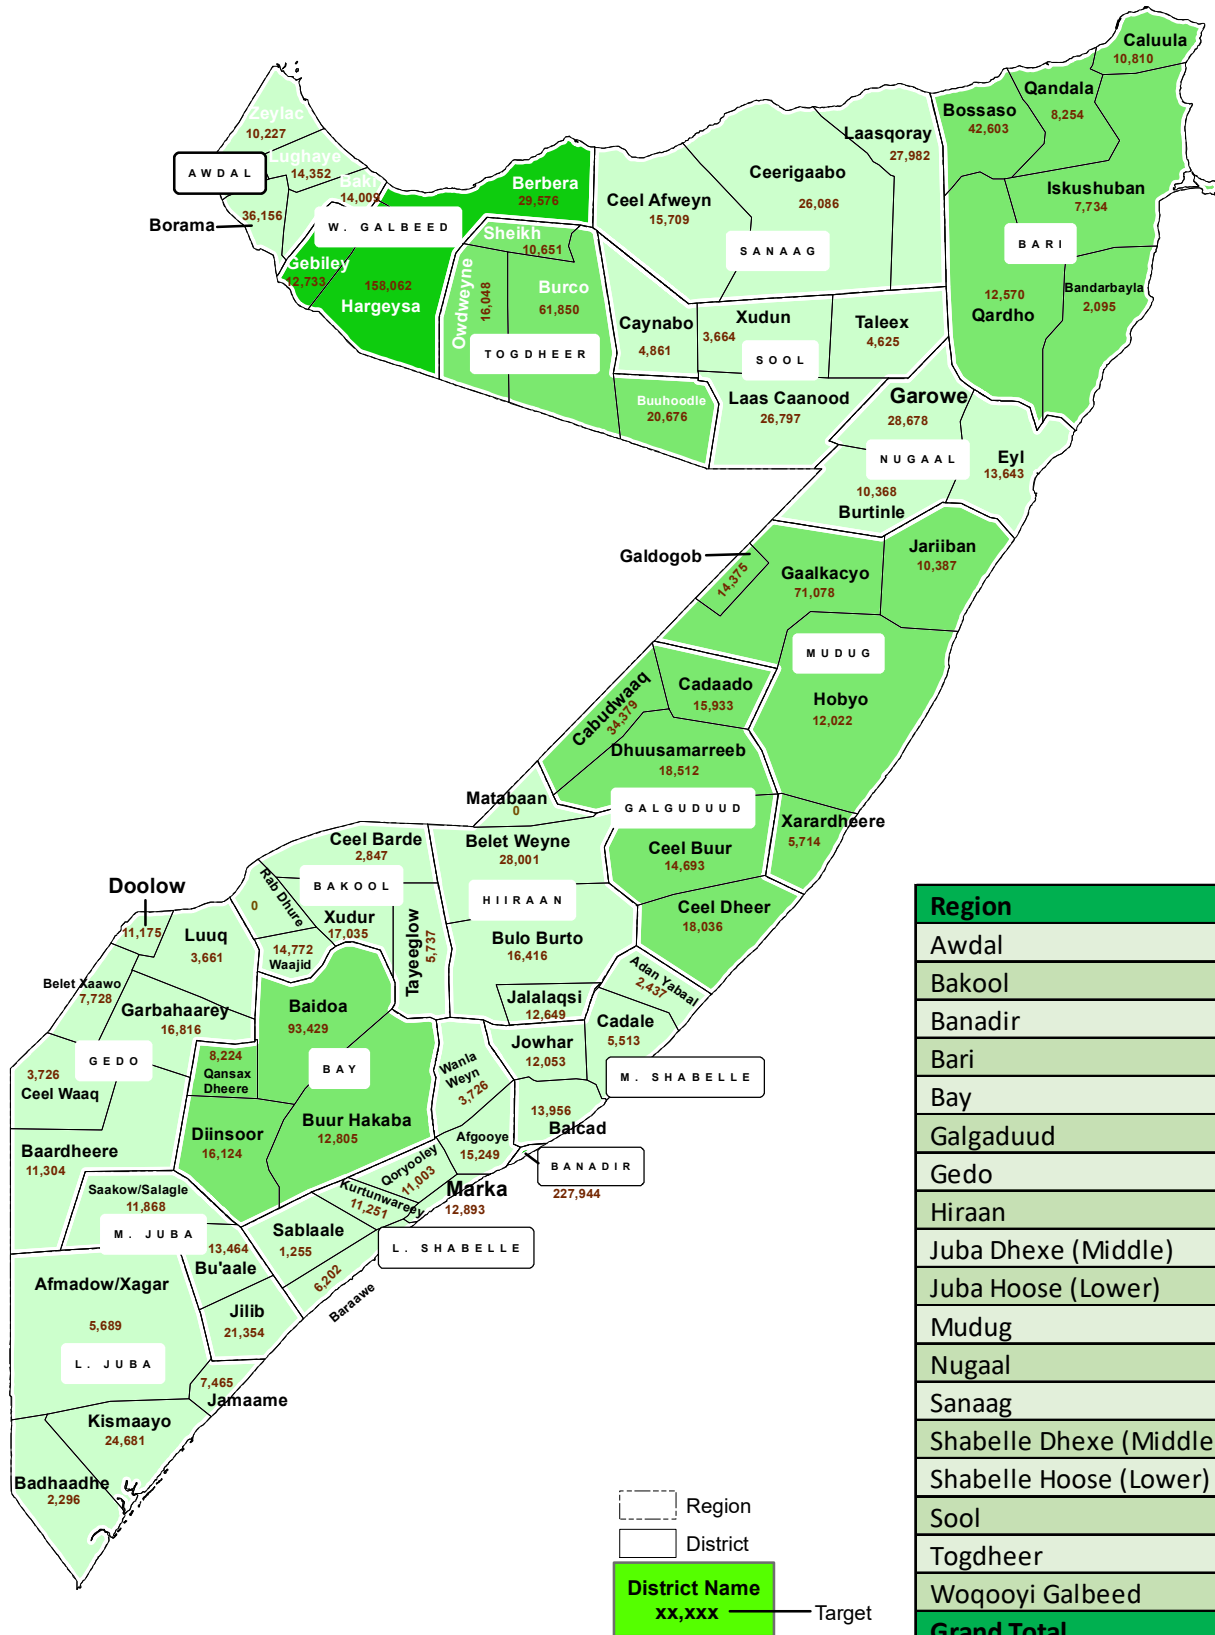 Caluula
10,810
Qandala
8,254
Bossaso
42,603
Zeylac
10,227
Lughaye
14,352
Laasqoray
27,982
AWDAL
Baki
14,009
Berbera
29,576
Ceerigaabo
26,086
Iskushuban
7,734
Ceel Afweyn
15,709
Borama
36,156
W. GALBEED
Sheikh
10,651
SANAAG
BARI
Gebiley
12,733
158,062
Hargeysa
Owdweyne
16,048
Burco
61,850
Bandarbayla
2,095
12,570
Qardho
Caynabo
4,861
Xudun
3,664
Taleex
4,625
TOGDHEER
SOOL
Buuhoodle
20,676
Laas Caanood
26,797
Garowe
28,678
NUGAAL
Eyl
13,643
10,368
Burtinle
Galdogob
14,375
Jariiban
10,387
Gaalkacyo
71,078
MUDUG
Cabudwaaq
34,379
Cadaado
15,933
Hobyo
12,022
Dhuusamarreeb
18,512
Matabaan
0
GALGUDUUD
Xarardheere
5,714
Ceel Barde
2,847
Belet Weyne
28,001
Ceel Buur
14,693
Rab Dhure
0
BAKOOL
HIIRAAN
Doolow
11,175
Xudur
17,035
Ceel Dheer
18,036
Luuq
3,661
14,772
Waajid
Tayeeglow
5,737
Bulo Burto
16,416
Adan Yabaal
2,437
Belet Xaawo
7,728
Garbahaarey
16,816
Baidoa
93,429
Jalalaqsi
12,649
Cadale
5,513
GEDO
8,224
Qansax
Dheere
BAY
Wanla
Weyn
3,726
Jowhar
12,053
M. SHABELLE
3,726
Ceel Waaq
Buur Hakaba
12,805
13,956
Balcad
Diinsoor
16,124
Afgooye
15,249
BANADIR
227,944
Baardheere
11,304
Qoryooley
11,003
Marka
12,893
Kurtunwareey
11,251
Saakow/Salagle
11,868
M. JUBA
Sablaale
1,255
L. SHABELLE
13,464
Bu'aale
6,202
Baraawe
Afmadow/Xagar
5,689
Jilib
21,354
L. JUBA
7,465
Jamaame
Kismaayo
24,681
Badhaadhe
2,296
Region
District
District Name
xx,xxx
Target
Region
Awdal
Bakool
Banadir
Bari
Bay
Galgaduud
Gedo
Hiraan
Juba Dhexe (Middle)
Juba Hoose (Lower)
Mudug
Nugaal
Sanaag
Shabelle Dhexe (Middle
Shabelle Hoose (Lower)
Sool
Togdheer
Woqooyi Galbeed
Grand Total